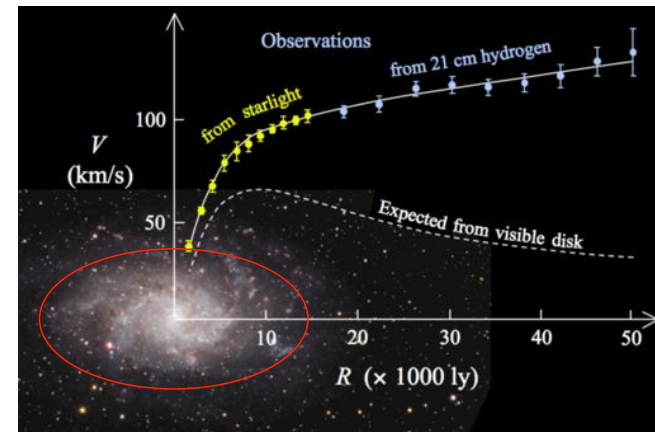 Observations
from 21 cm hydrogen
from starlight
100
V
(km/s)
Expected from visible disk
50
10
20
30
40
50
R (× 1000 ly)